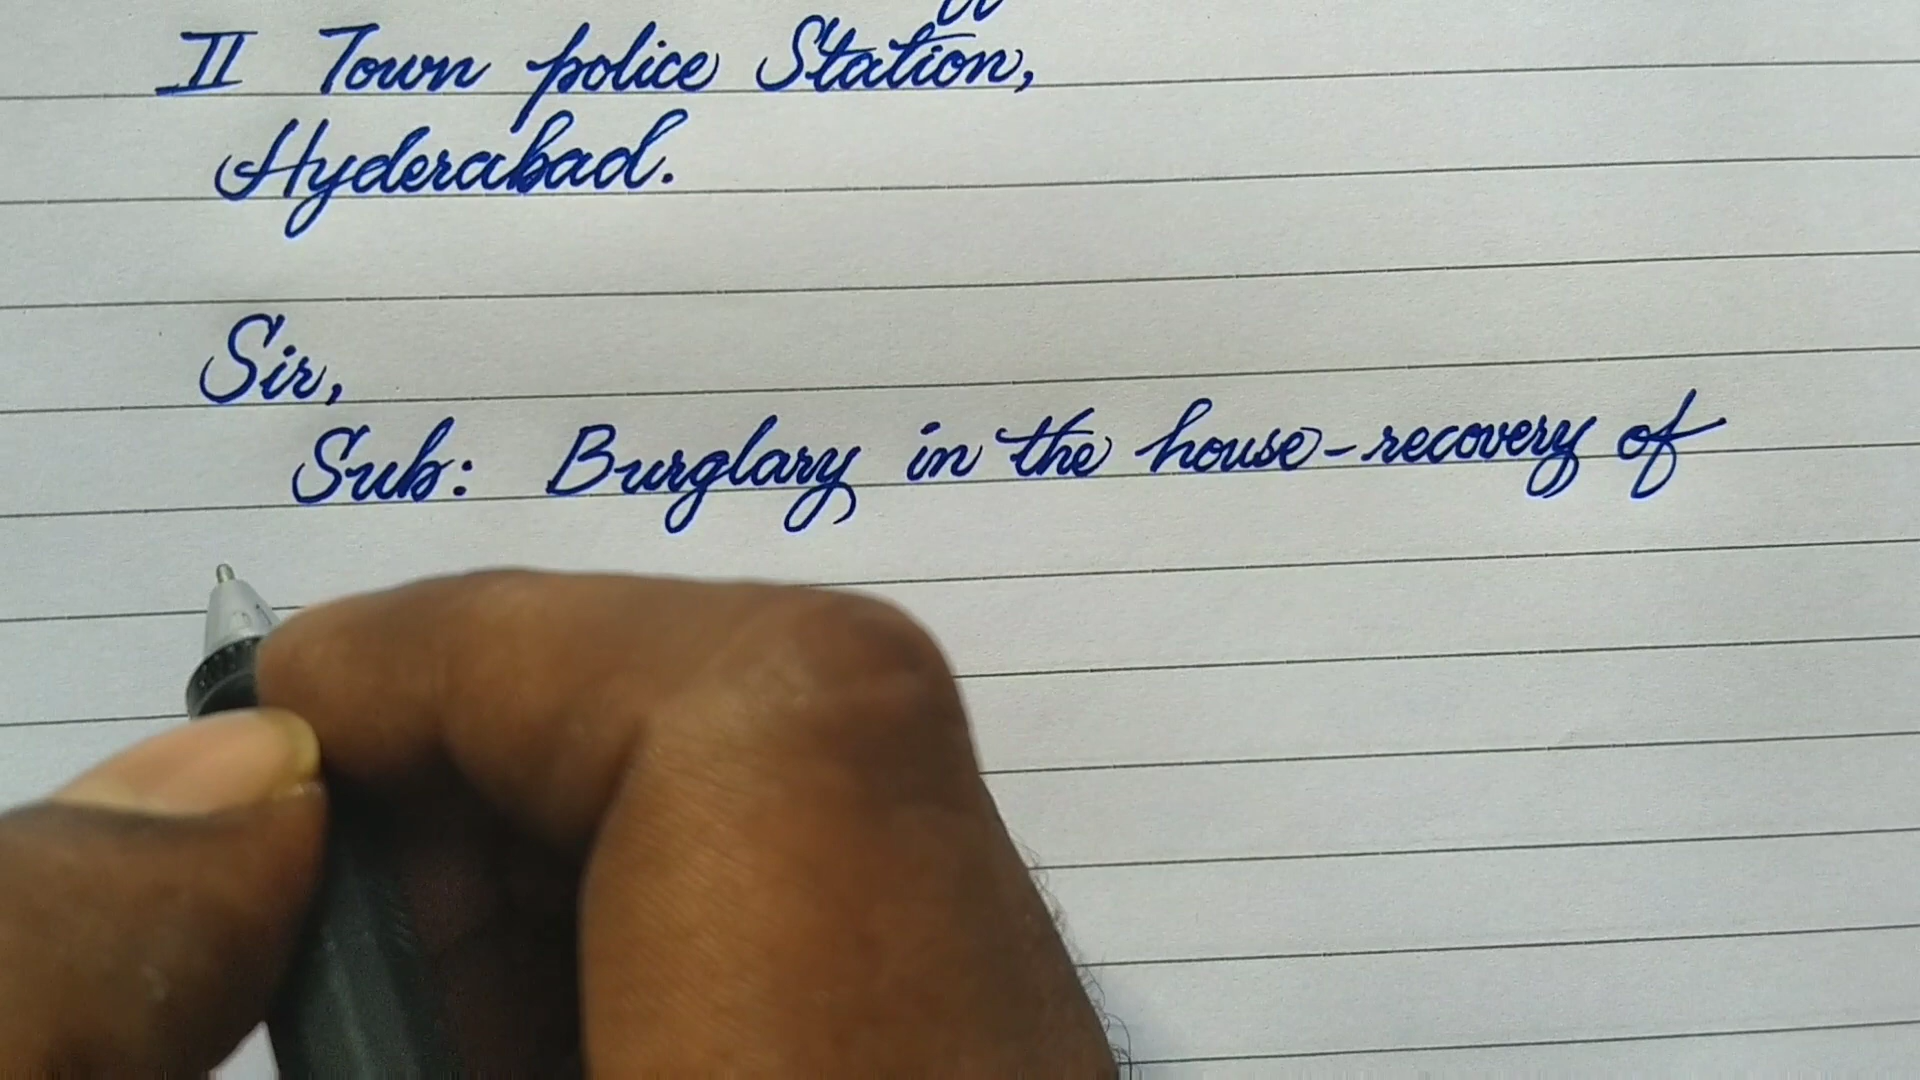 II Town police Station,
Hyderabad.
Sir,
Sub: Burglary in the house-recovery of